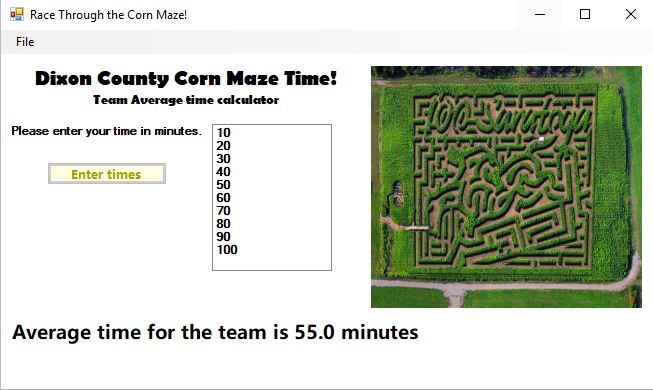 Race Through the Corn Maze!
File
Dixon County Corn Maze Time!
Team Average time calculator
Please enter your time in minutes.
Enter times
10
20
30
40
50
60
70
80
90
100
Average time for the team is 55.0 minutes